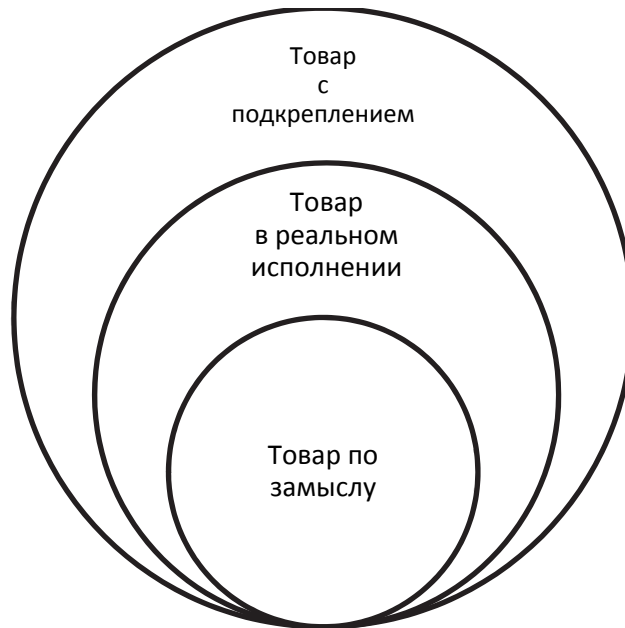 Товар
с
подкреплением
Товар
в реальном
исполнении
Товар по
замыслу